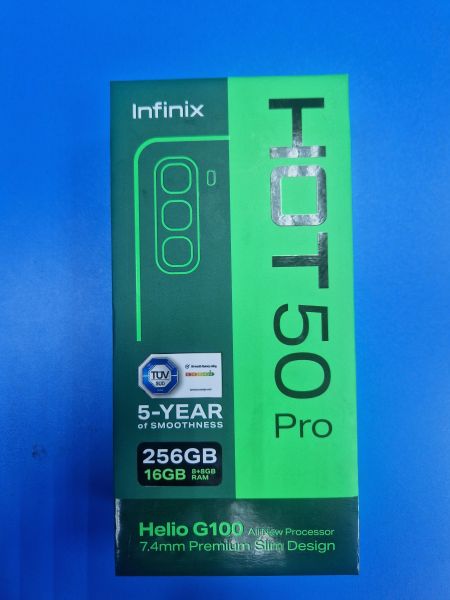 Infinix
HOT 50 Pro
TÜV
SÜD
5-YEAR
of SMOOTHNESS
256GB
16GB 8+8GB
RAM
Helio G100 All New Processor
7.4mm Premium Slim Design